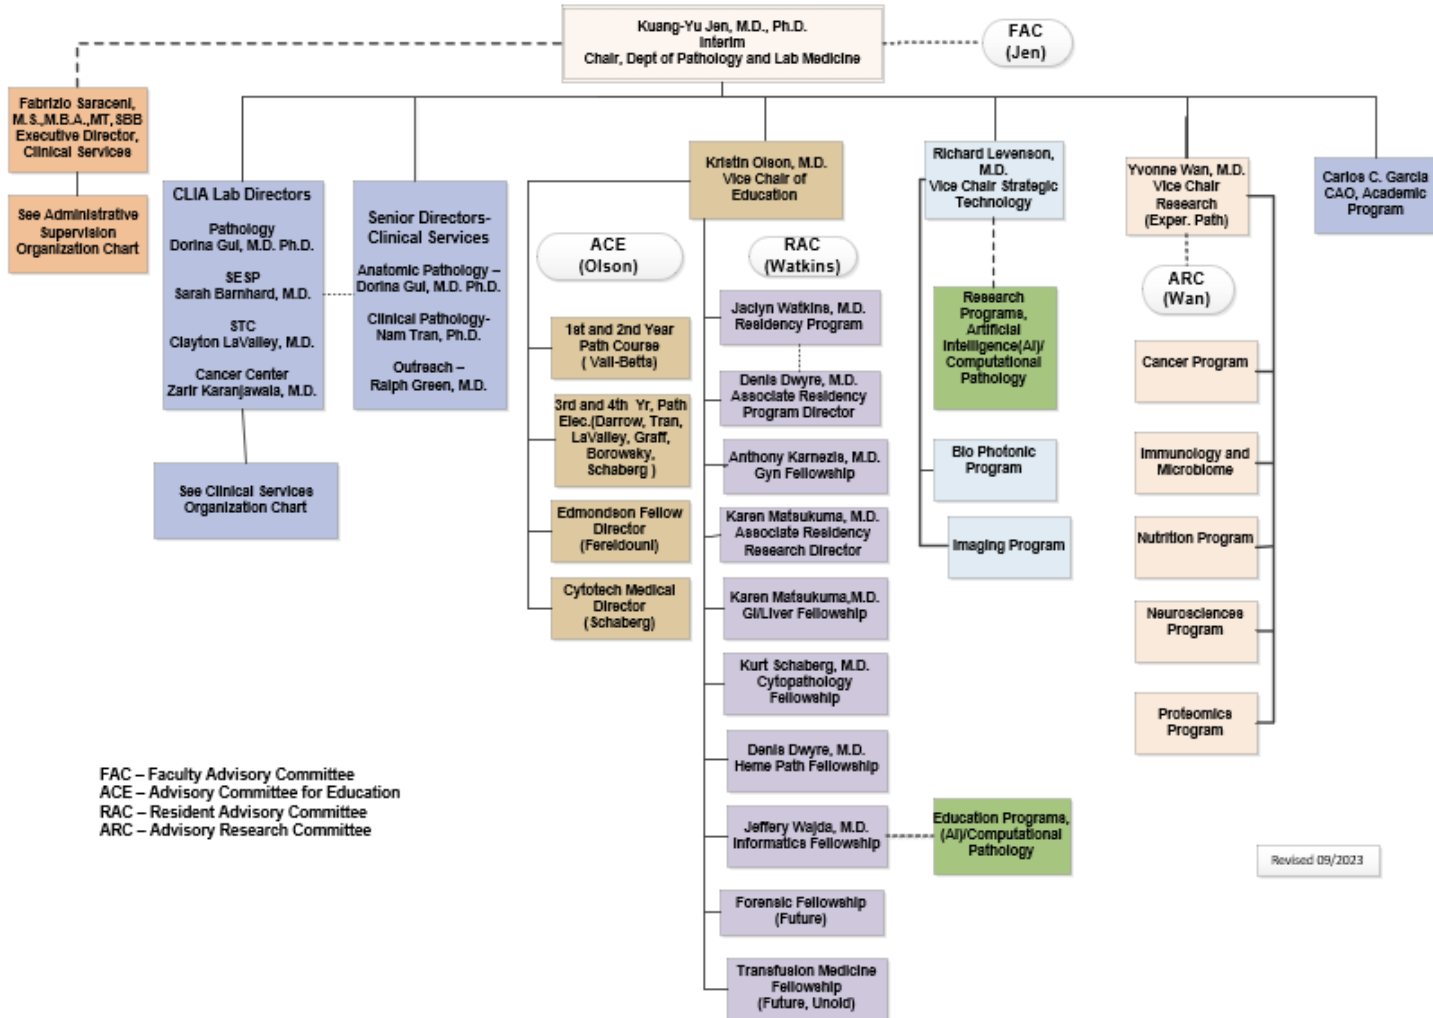 Kuang-Yu Jen, M.D., Ph.D.
Interim
Chair, Dept of Pathology and Lab Medicine
FAC
(Jen)
Fabrizio Saraceni,
M.S.,M.B.A.,MT,SBB
Executive Director,
Clinical Services
See Administrative
Supervision
Organization Chart
CLIA Lab Directors
Pathology
Dorina Gui, M.D. Ph.D.
SESP
Sarah Barnhard, M.D.
STC
Clayton LaValley, M.D.
Cancer Center
Zarir Karanjawala, M.D.
See Clinical Services
Organization Chart
Senior Directors-
Clinical Services
Anatomic Pathology –
Dorina Gui, M.D. Ph.D.
Clinical Pathology-
Nam Tran, Ph.D.
Outreach –
Ralph Green, M.D.
Kristin Olson, M.D.
Vice Chair of
Education
ACE
(Olson)
1st and 2nd Year
Path Course
( Vali-Betts)
3rd and 4th Yr, Path
Elec.(Darrow, Tran,
LaValley, Graff,
Borowsky,
Schaberg )
Edmondson Fellow
Director
(Fereidouni)
Cytotech Medical
Director
( Schaberg)
RAC
(Watkins)
Jaclyn Watkins, M.D.
Residency Program
Denis Dwyre, M.D.
Associate Residency
Program Director
Anthony Karnezis, M.D.
Gyn Fellowship
Karen Matsukuma, M.D.
Associate Residency
Research Director
Karen Matsukuma,M.D.
GI/Liver Fellowship
Kurt Schaberg, M.D.
Cytopathology
Fellowship
Denis Dwyre, M.D.
Heme Path Fellowship
Jeffery Wajda, M.D.
Informatics Fellowship
Forensic Fellowship
(Future)
Transfusion Medicine
Fellowship
(Future, Unold)
Richard Levenson,
M.D.
Vice Chair Strategic
Technology
Research
Programs,
Artificial
Intelligence(AI)/
Computational
Pathology
Bio Photonic
Program
Imaging Program
Education Programs,
(AI)/Computational
Pathology
Yvonne Wan, M.D.
Vice Chair
Research
(Exper. Path)
ARC
(Wan)
Cancer Program
Immunology and
Microbiome
Nutrition Program
Neurosciences
Program
Proteomics
Program
Carlos C. Garcia
CAO, Academic
Program
FAC – Faculty Advisory Committee
ACE – Advisory Committee for Education
RAC – Resident Advisory Committee
ARC – Advisory Research Committee
Revised 09/2023